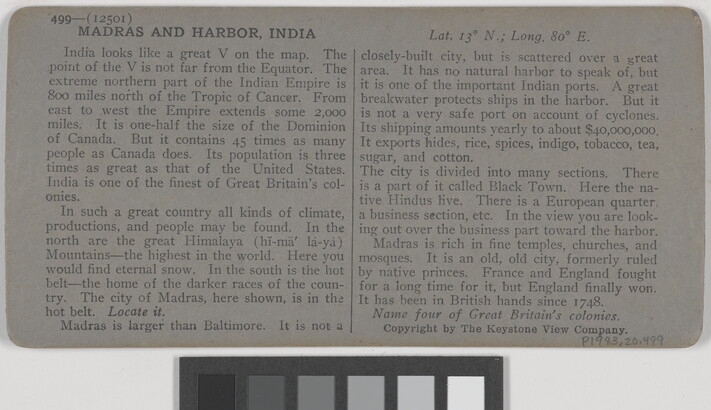 499—(12501)
MADRAS AND HARBOR, INDIA
Lat. 13° N.; Long. 80° E.
India looks like a great V on the map. The
point of the V is not far from the Equator. The
extreme northern part of the Indian Empire is
800 miles north of the Tropic of Cancer. From
east to west the Empire extends some 2,000
miles. It is one-half the size of the Dominion
of Canada. But it contains 45 times as many
people as Canada does. Its population is three
times as great as that of the United States.
India is one of the finest of Great Britain's col-
onies.
In such a great country all kinds of climate,
productions, and people may be found. In the
north are the great Himalaya (hĭ-mä′ lá-yá)
Mountains—the highest in the world. Here you
would find eternal snow. In the south is the hot
belt—the home of the darker races of the coun-
try. The city of Madras, here shown, is in the
hot belt. Locate it.
Madras is larger than Baltimore. It is not a
closely-built city, but is scattered over a great
area. It has no natural harbor to speak of, but
it is one of the important Indian ports. A great
breakwater protects ships in the harbor. But it
is not a very safe port on account of cyclones.
Its shipping amounts yearly to about $40,000,000.
It exports hides, rice, spices, indigo, tobacco, tea,
sugar, and cotton.
The city is divided into many sections. There
is a part of it called Black Town. Here the na-
tive Hindus live. There is a European quarter,
a business section, etc. In the view you are look-
ing out over the business part toward the harbor.
Madras is rich in fine temples, churches, and
mosques. It is an old, old city, formerly ruled
by native princes. France and England fought
for a long time for it, but England finally won.
It has been in British hands since 1748.
Name four of Great Britain's colonies.
Copyright by The Keystone View Company.
P1983.20.499